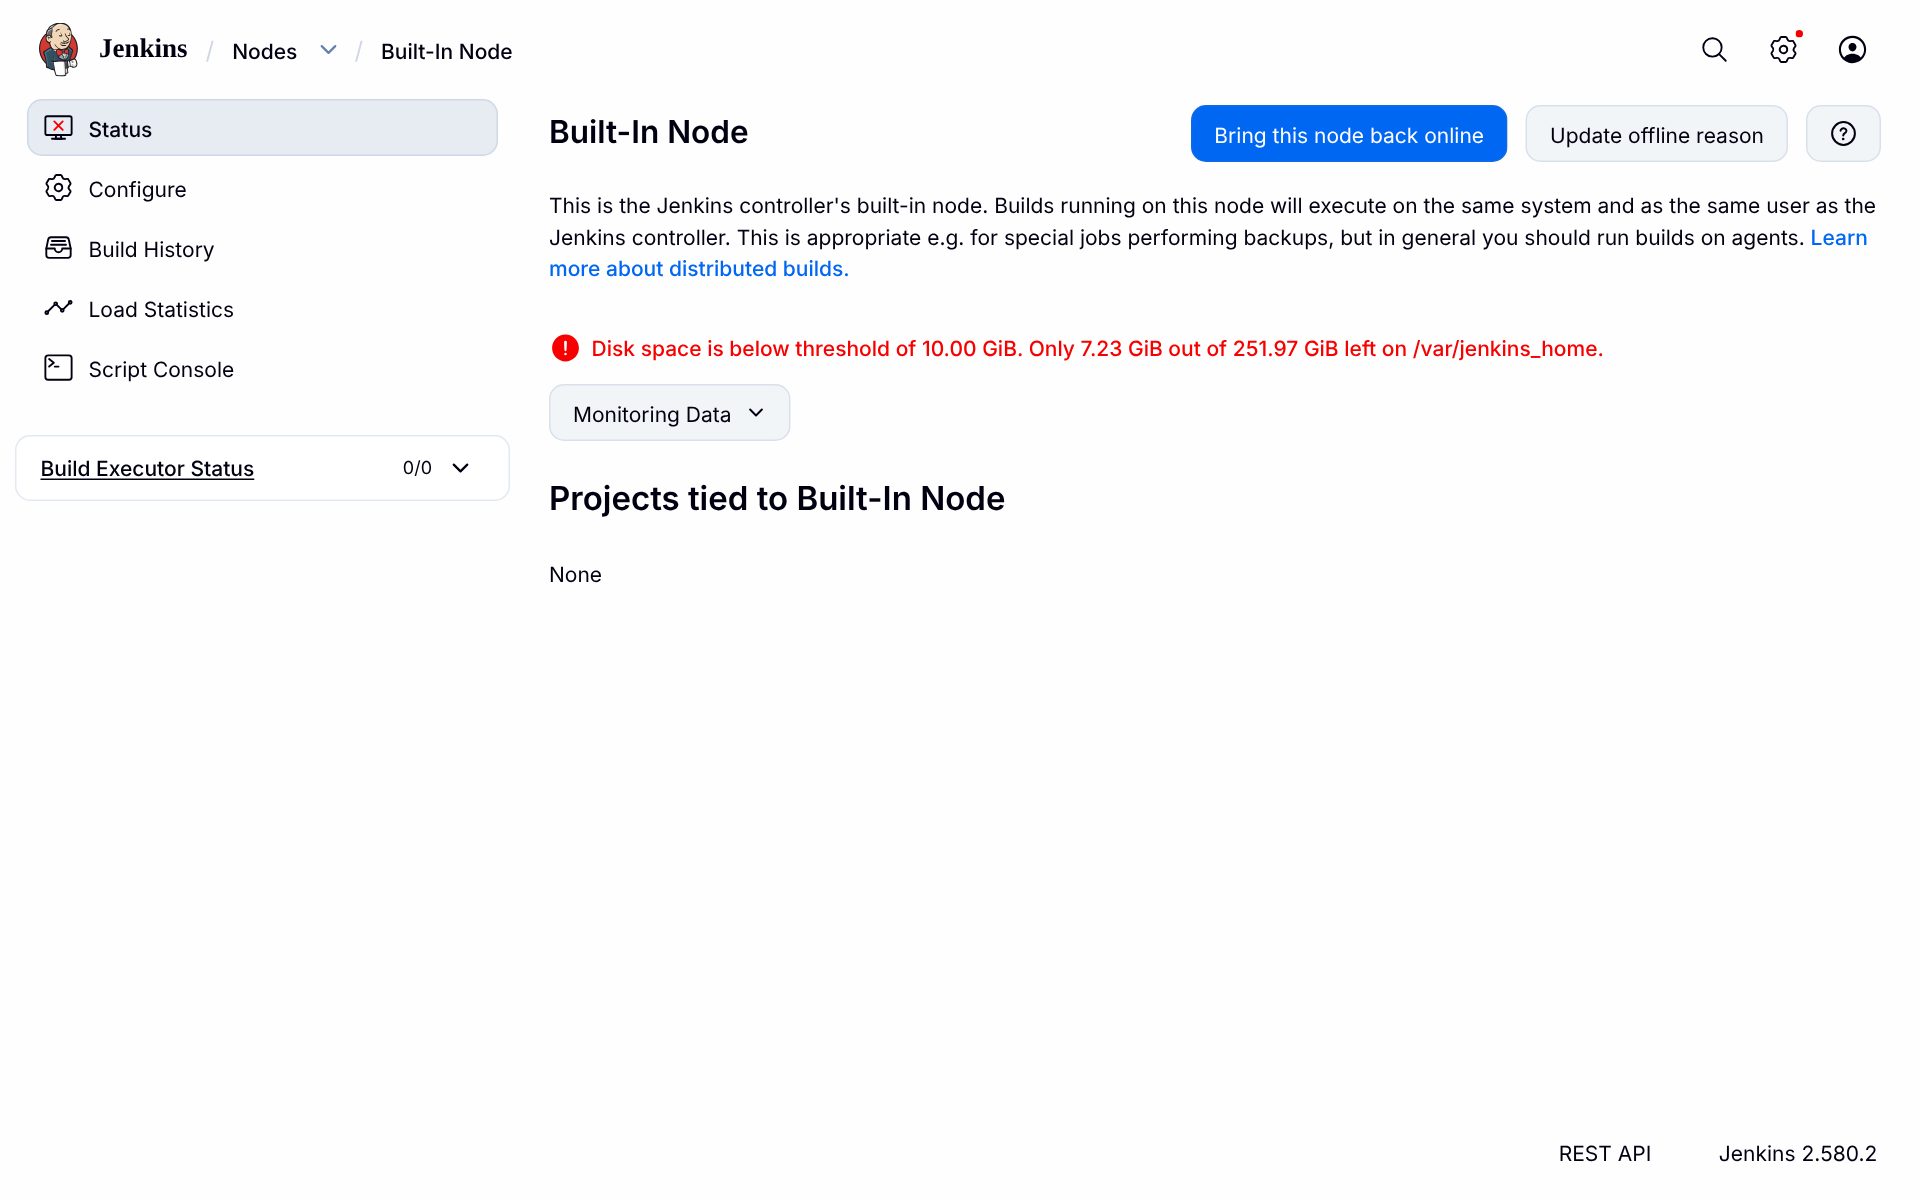 Jenkins / Nodes / Built-In Node
Status
Configure
Build History
Load Statistics
Script Console
Build Executor Status 0/0
Built-In Node
Bring this node back online
Update offline reason
This is the Jenkins controller's built-in node. Builds running on this node will execute on the same system and as the same user as the
Jenkins controller. This is appropriate e.g. for special jobs performing backups, but in general you should run builds on agents. Learn
more about distributed builds.
Disk space is below threshold of 10.00 GiB. Only 7.23 GiB out of 251.97 GiB left on /var/jenkins_home.
Monitoring Data
Projects tied to Built-In Node
None
REST API
Jenkins 2.580.2